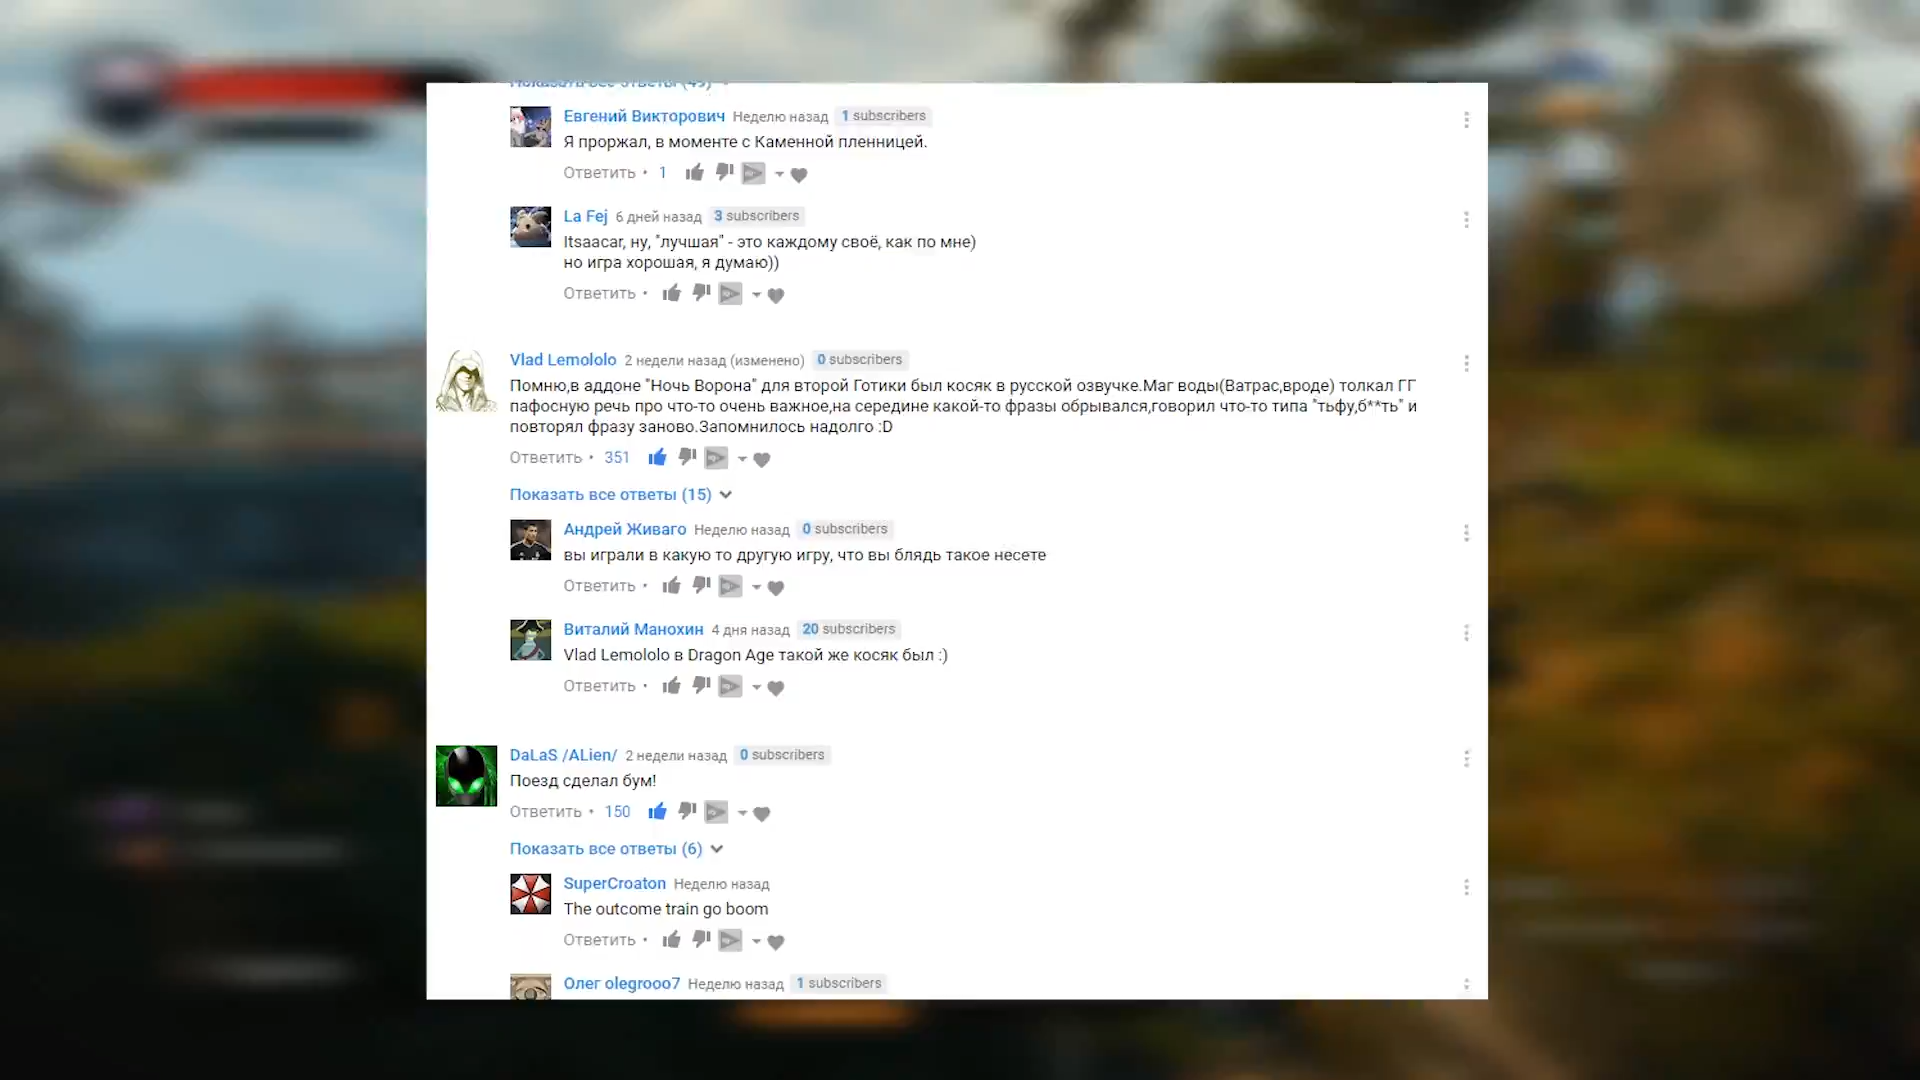 Показать все ответы (49)
Евгений Викторович Неделю назад 1 subscribers
Я проржал, в моменте с Каменной пленницей.
Ответить • 1
La Fej 6 дней назад 3 subscribers
Itsaacar, ну, "лучшая" - это каждому своё, как по мне)
но игра хорошая, я думаю))
Ответить •
Vlad Lemololo 2 недели назад (изменено) 0 subscribers
Помню,в аддоне "Ночь Ворона" для второй Готики был косяк в русской озвучке.Маг воды(Ватрас,вроде) толкал ГГ
пафосную речь про что-то очень важное,на середине какой-то фразы обрывался,говорил что-то типа "тьфу,б**ть" и
повторял фразу заново.Запомнилось надолго :D
Ответить • 351
Показать все ответы (15)
Андрей Живаго Неделю назад 0 subscribers
вы играли в какую то другую игру, что вы блядь такое несете
Ответить •
Виталий Манохин 4 дня назад 20 subscribers
Vlad Lemololo в Dragon Age такой же косяк был :)
Ответить •
DaLaS /ALien/ 2 недели назад 0 subscribers
Поезд сделал бум!
Ответить • 150
Показать все ответы (6)
SuperCroaton Неделю назад
The outcome train go boom
Ответить •
Олег olegrooo7 Неделю назад 1 subscribers